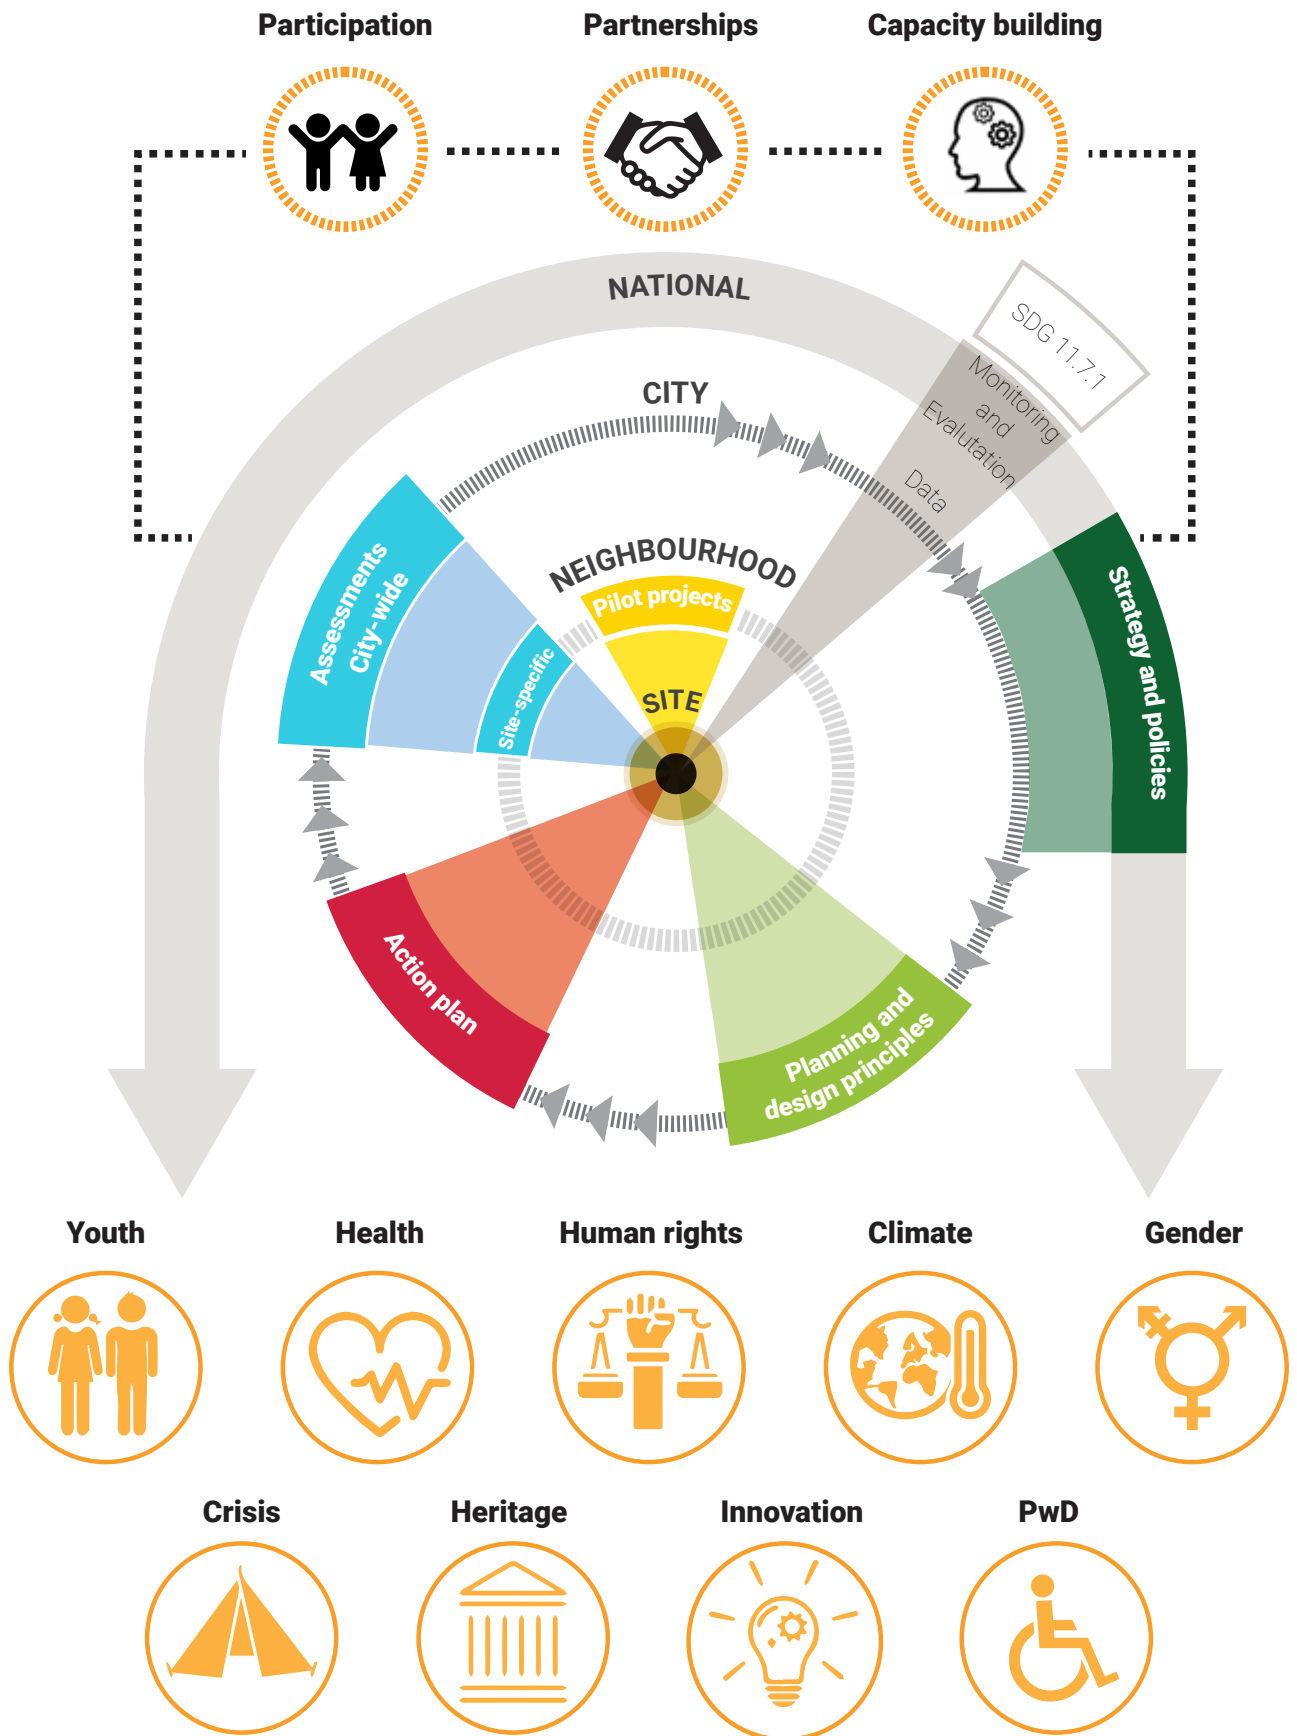 Participation
Partnerships
Capacity building
NATIONAL
SDG 11.7.1
Monitoring
and
Evalutation
Data
CITY
NEIGHBOURHOOD
Pilot projects
SITE
Assessments
City-wide
Site-specific
Strategy and policies
Action plan
Planning and
design principles
Youth
Health
Human rights
Climate
Gender
Crisis
Heritage
Innovation
PwD